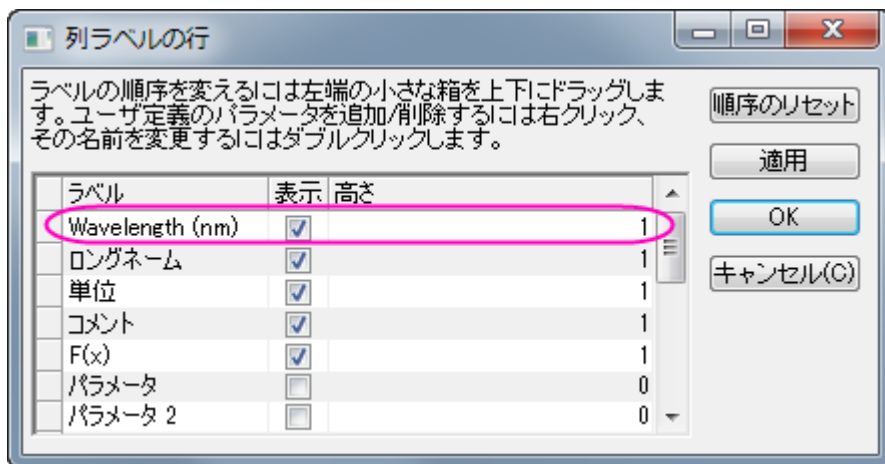 列ラベルの行
ラベルの順序を変えるには左端の小さな箱を上下にドラッグしま
す。ユーザ定義のパラメータを追加/削除するには右クリック、
その名前を変更するにはダブルクリックします。
順序のリセット
適用
OK
キャンセル(C)
ラベル 表示 高さ
Wavelength (nm) 1
ロングネーム 1
単位 1
コメント 1
F(x) 1
パラメータ 0
パラメータ 2 0